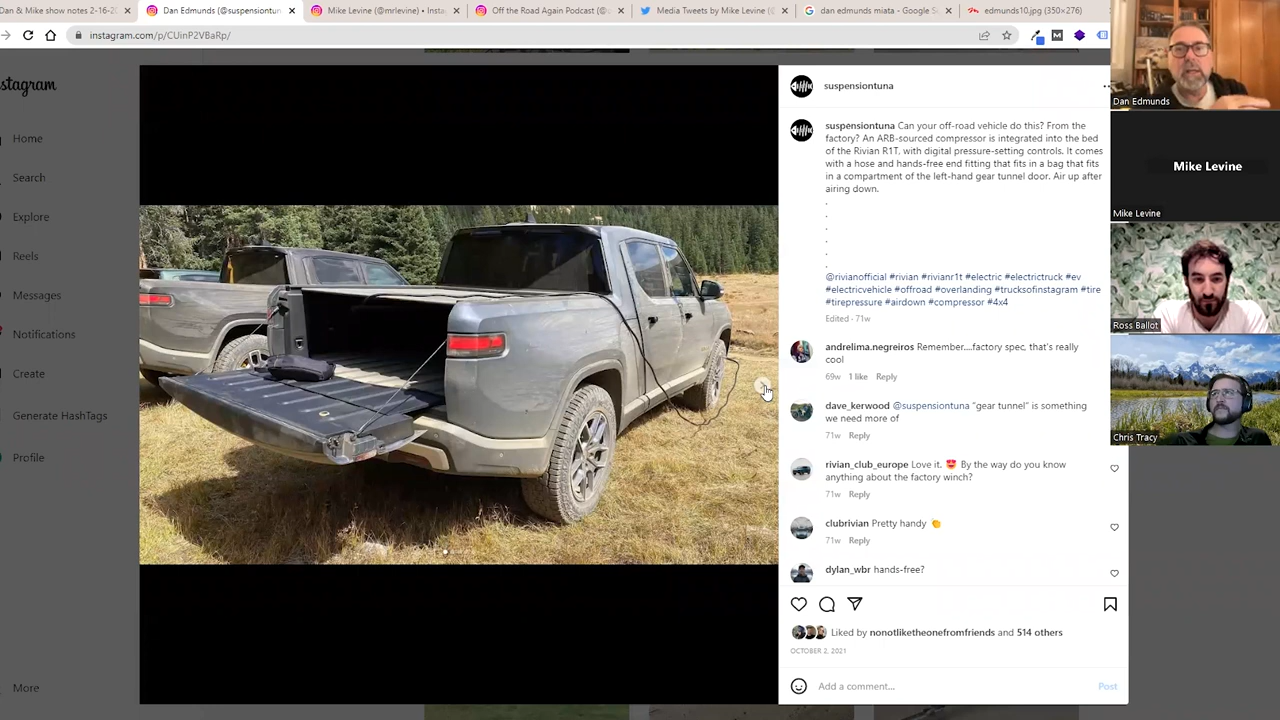 Dan & Mike show notes 2-16-20
Dan Edmunds (@suspensiontun
Mike Levine (@mrlevine) • Insta
Off the Road Again Podcast (@
Media Tweets by Mike Levine (@
dan edmunds miata - Google S
edmunds10.jpg (350×276)
instagram.com/p/CUinP2VBaRp/
stagram
Home
Search
Explore
Reels
Messages
Notifications
Create
Generate HashTags
Profile
More
suspensiontuna
suspensiontuna Can your off-road vehicle do this? From the
factory? An ARB-sourced compressor is integrated into the bed
of the Rivian R1T, with digital pressure-setting controls. It comes
with a hose and hands-free end fitting that fits in a bag that fits
in a compartment of the left-hand gear tunnel door. Air up after
airing down.
.
.
.
.
.
.
@rivianofficial #rivian #rivianr1t #electric #electrictruck #ev
#electricvehicle #offroad #overlanding #trucksofinstagram #tire
#tirepressure #airdown #compressor #4x4
Edited · 71w
andrelima.negreiros Remember....factory spec, that's really
cool
69w 1 like Reply
dave_kerwood @suspensiontuna "gear tunnel" is something
we need more of
71w Reply
rivian_club_europe Love it. 😍 By the way do you know
anything about the factory winch?
71w Reply
clubrivian Pretty handy 👏
71w Reply
dylan_wbr hands-free?
Liked by nonotliketheonefromfriends and 514 others
OCTOBER 2, 2021
Add a comment...
Post
Dan Edmunds
Mike Levine
Mike Levine
Ross Ballot
Chris Tracy